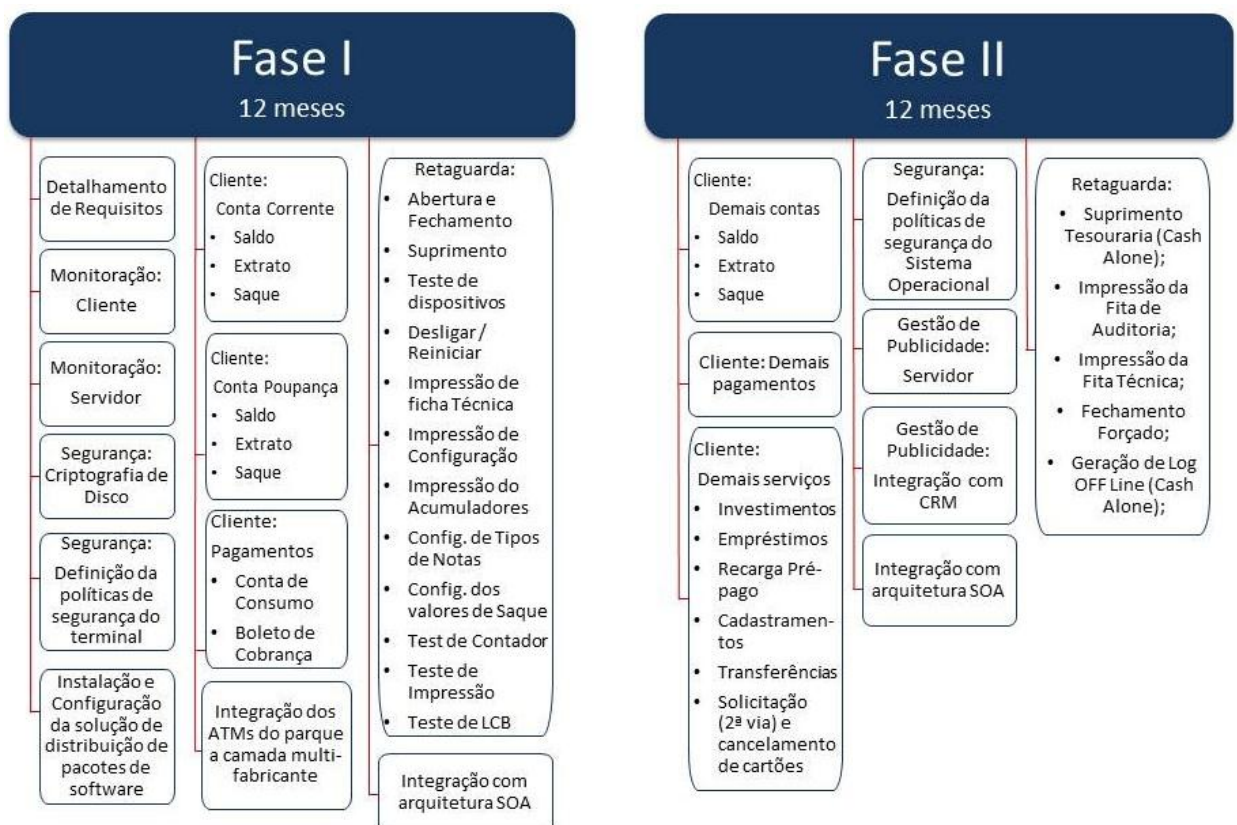 Fase I
12 meses
Detalhamento
de Requisitos
Monitoração:
Cliente
Monitoração:
Servidor
Segurança:
Criptografia de
Disco
Segurança:
Definição da
políticas de
segurança do
terminal
Instalação e
Configuração
da solução de
distribuição de
pacotes de
software
Cliente:
Conta Corrente
• Saldo
• Extrato
• Saque
Cliente:
Conta Poupança
• Saldo
• Extrato
• Saque
Cliente:
Pagamentos
• Conta de
Consumo
• Boleto de
Cobrança
Integração dos
ATMs do parque
a camada multi-
fabricante
Retaguarda:
• Abertura e
Fechamento
• Suprimento
• Teste de
dispositivos
• Desligar /
Reiniciar
• Impressão de
ficha Técnica
• Impressão de
Configuração
• Impressão do
Acumuladores
• Config. de Tipos
de Notas
• Config. dos
valores de Saque
• Test de Contador
• Teste de
Impressão
• Teste de LCB
Integração com
arquitetura SOA
Fase II
12 meses
Cliente:
Demais contas
• Saldo
• Extrato
• Saque
Cliente: Demais
pagamentos
Cliente:
Demais serviços
• Investimentos
• Empréstimos
• Recarga Pré-
pago
• Cadastramen-
tos
• Transferências
• Solicitação
(2ª via) e
cancelamento
de cartões
Segurança:
Definição da
políticas de
segurança do
Sistema
Operacional
Gestão de
Publicidade:
Servidor
Gestão de
Publicidade:
Integração com
CRM
Integração com
arquitetura SOA
Retaguarda:
• Suprimento
Tesouraria (Cash
Alone);
• Impressão da
Fita de
Auditoria;
• Impressão da
Fita Técnica;
• Fechamento
Forçado;
• Geração de Log
OFF Line (Cash
Alone);